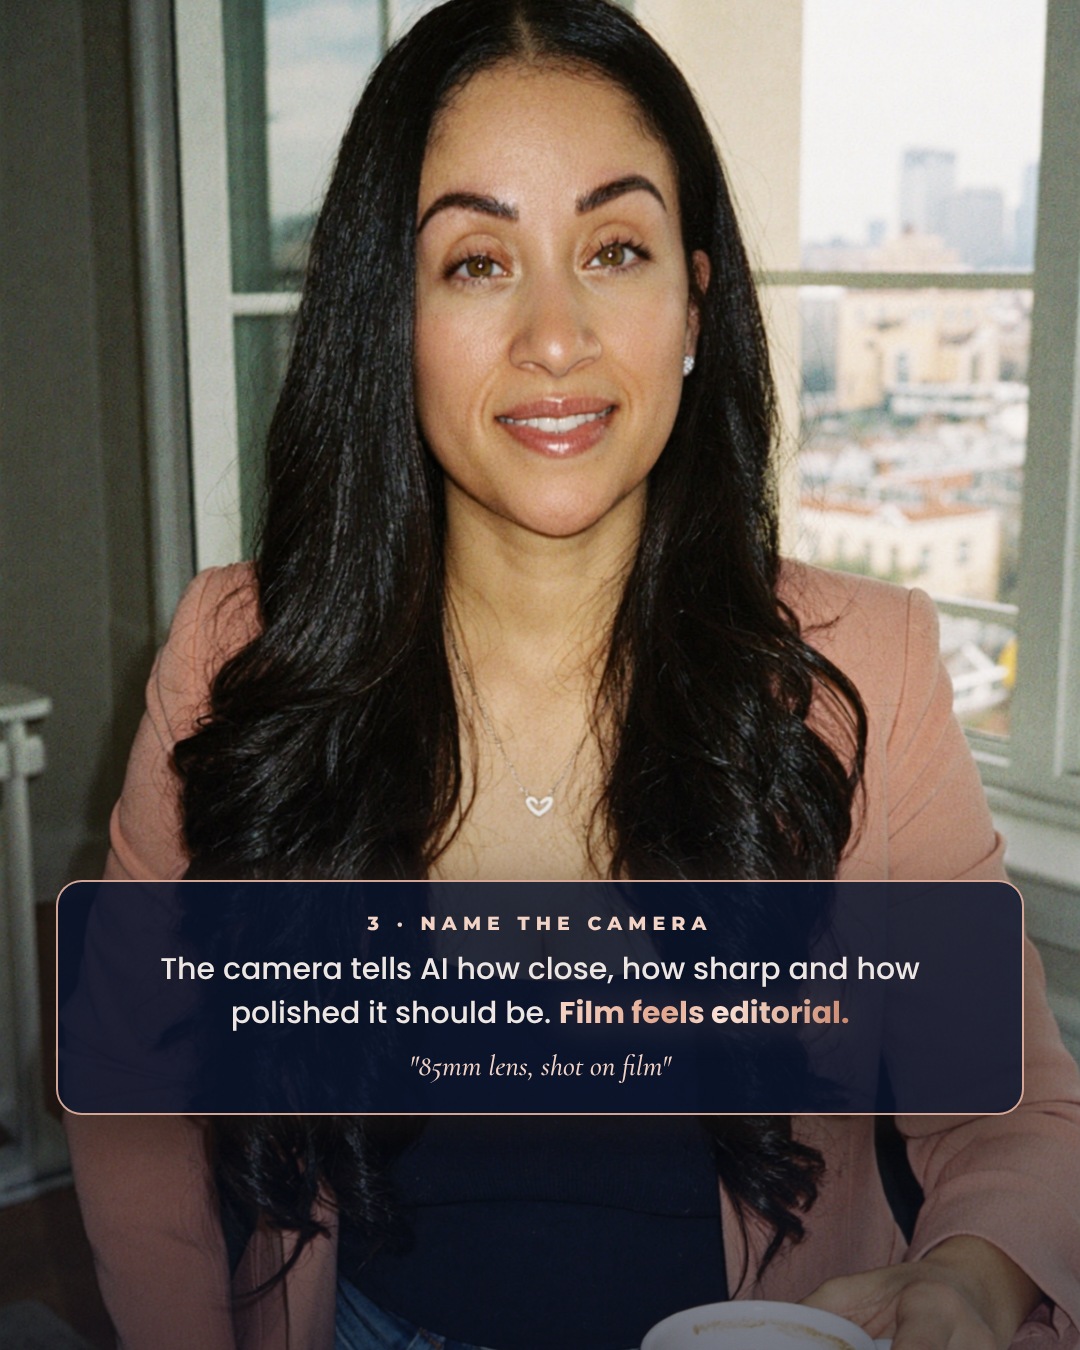 3 · NAME THE CAMERA
The camera tells AI how close, how sharp and how
polished it should be. Film feels editorial.
"85mm lens, shot on film"